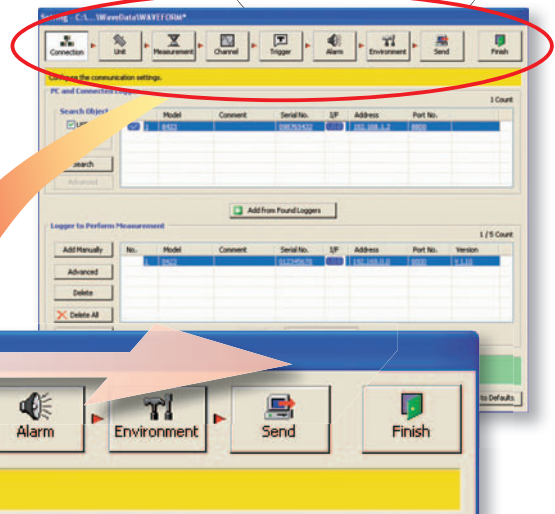 Setting - C:\...\WaveData\WAVEFORM*
Connection Unit Measurement Channel Trigger Alarm Environment Send Finish
Configure the communication settings.
PC and Connected
1 Count
Search Object
Model Comment Serial No. I/F Address Port No.
1 8423 192.168.1.2 8800
Search
Advanced
Add from Found Loggers
Logger to Perform Measurement
1 / 5 Count
Add Manually No. Model Comment Serial No. I/F Address Port No. Version
1 8423 012345678 192.168.0.0 8800 V 1.10
Advanced
Delete
Delete All
to Defaults
Alarm Environment Send Finish